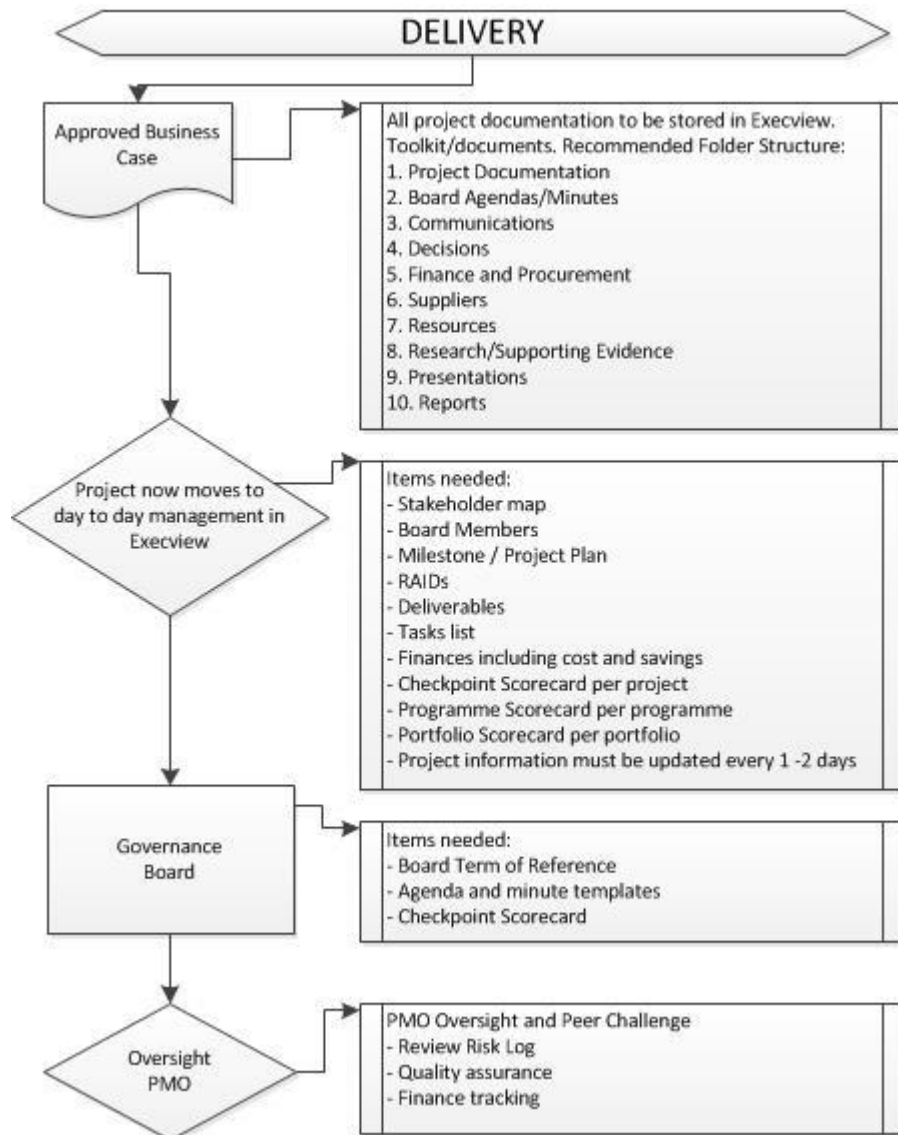 DELIVERY
Approved Business
Case
All project documentation to be stored in Execview.
Toolkit/documents. Recommended Folder Structure:
1. Project Documentation
2. Board Agendas/Minutes
3. Communications
4. Decisions
5. Finance and Procurement
6. Suppliers
7. Resources
8. Research/Supporting Evidence
9. Presentations
10. Reports
Project now moves to
day to day management in
Execview
Items needed:
- Stakeholder map
- Board Members
- Milestone / Project Plan
- RAIDs
- Deliverables
- Tasks list
- Finances including cost and savings
- Checkpoint Scorecard per project
- Programme Scorecard per programme
- Portfolio Scorecard per portfolio
- Project information must be updated every 1 -2 days
Governance
Board
Items needed:
- Board Term of Reference
- Agenda and minute templates
- Checkpoint Scorecard
Oversight
PMO
PMO Oversight and Peer Challenge
- Review Risk Log
- Quality assurance
- Finance tracking